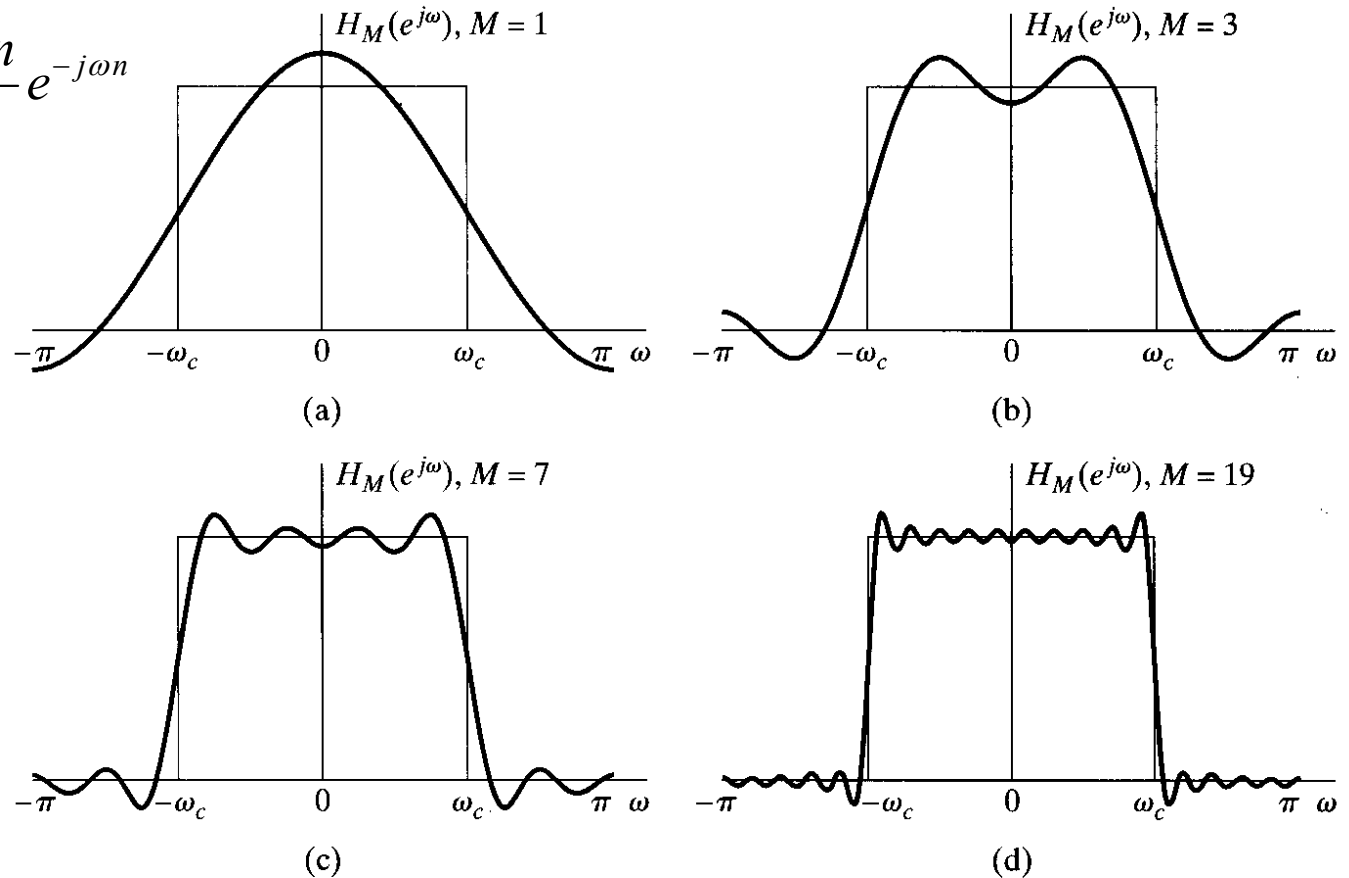 H_M(e^{jω}), M = 1
n e^{-jωn}
-π -ω_c 0 ω_c π ω
(a)
H_M(e^{jω}), M = 3
-π -ω_c 0 ω_c π ω
(b)
H_M(e^{jω}), M = 7
-π -ω_c 0 ω_c π ω
(c)
H_M(e^{jω}), M = 19
-π -ω_c 0 ω_c π ω
(d)